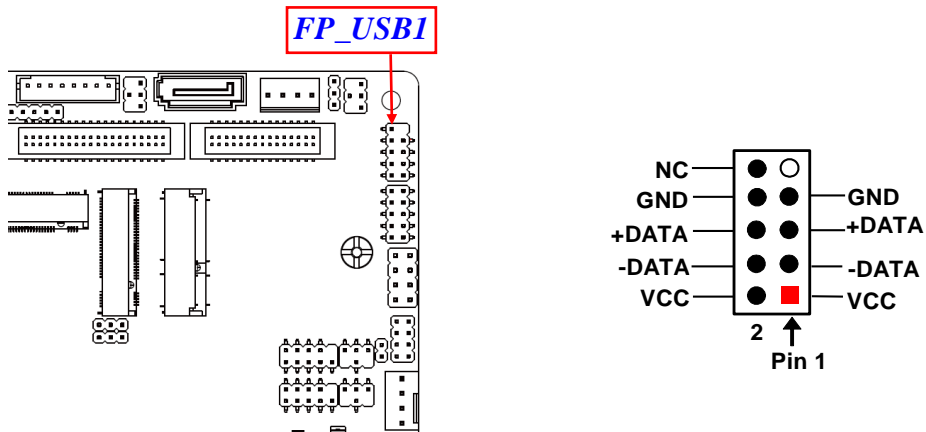 FP_USB1
NC
GND GND
+DATA +DATA
-DATA -DATA
VCC VCC
2
Pin 1